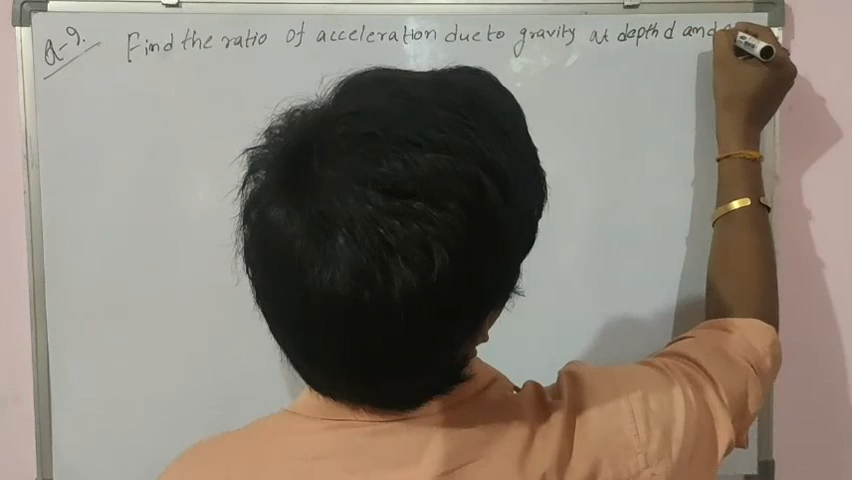 Q-9. Find the ratio of acceleration due to gravity at depth d and